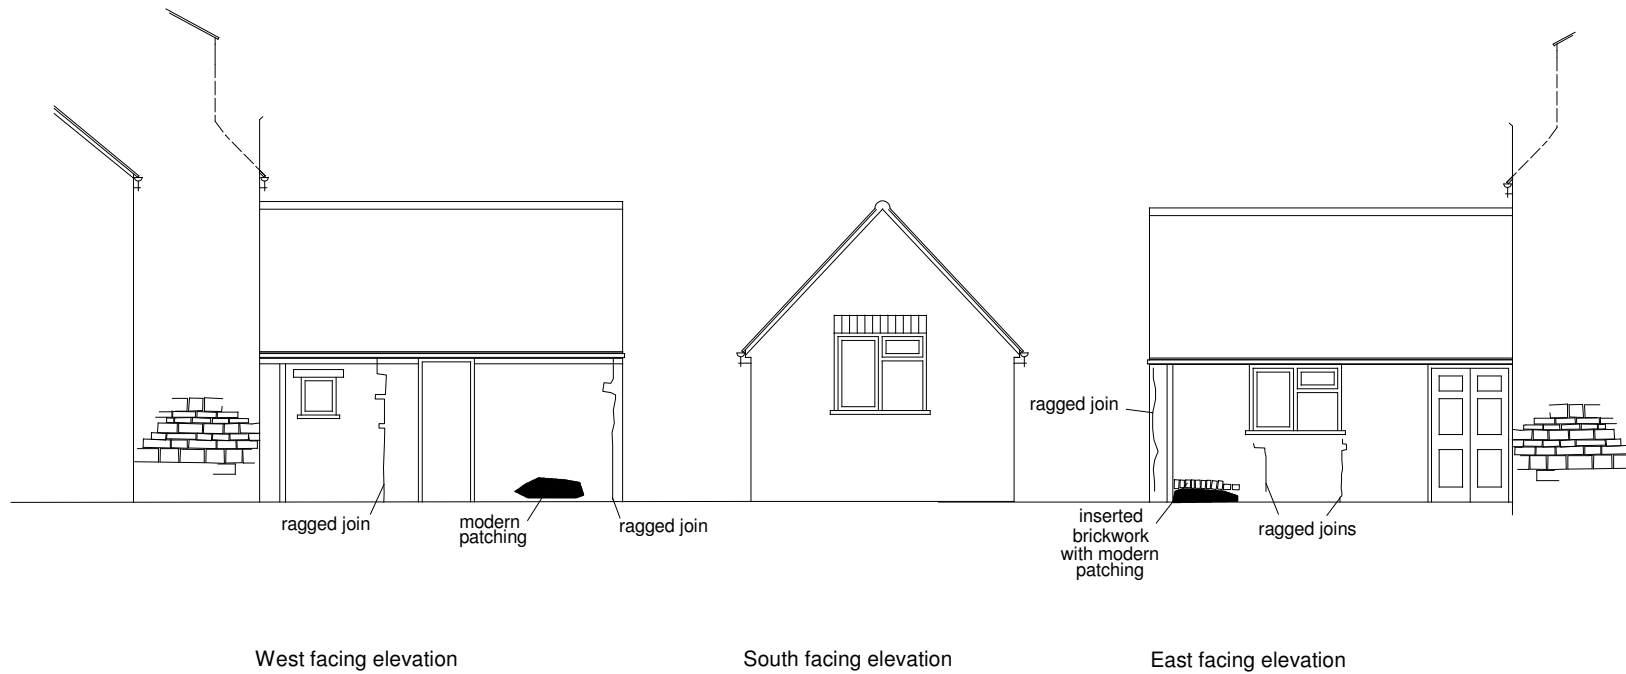 ragged join
modern
patching
ragged join
ragged join
inserted
brickwork
with modern
patching
ragged joins
West facing elevation
South facing elevation
East facing elevation